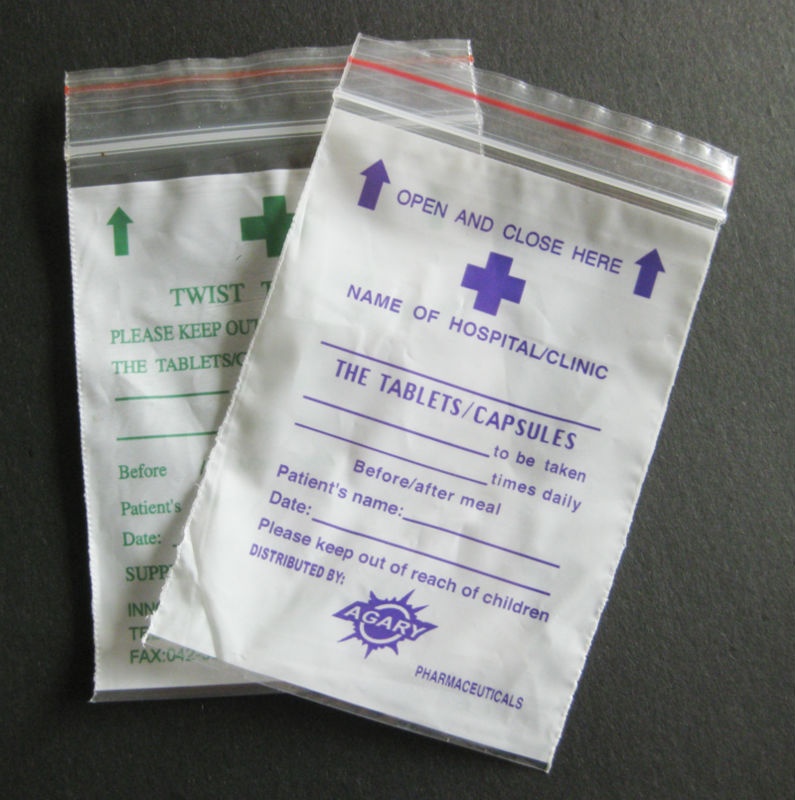 OPEN AND CLOSE HERE
NAME OF HOSPITAL/CLINIC
THE TABLETS/CAPSULES
to be taken
times daily
Before/after meal
Patient's name:
Date:
Please keep out of reach of children
DISTRIBUTED BY:
AGARY
PHARMACEUTICALS
TWIST
PLEASE KEEP OUT
THE TABLETS/
Before
Patient's
Date:
SUPP
INN
FAX:042-